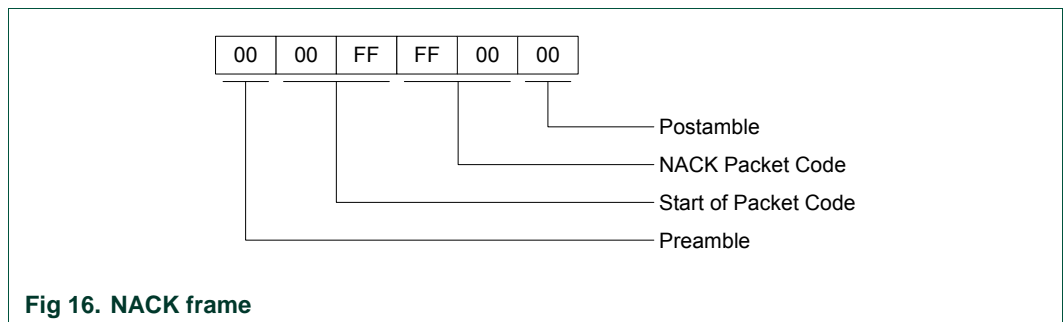 00 00 FF FF 00 00
Postamble
NACK Packet Code
Start of Packet Code
Preamble
Fig 16. NACK frame